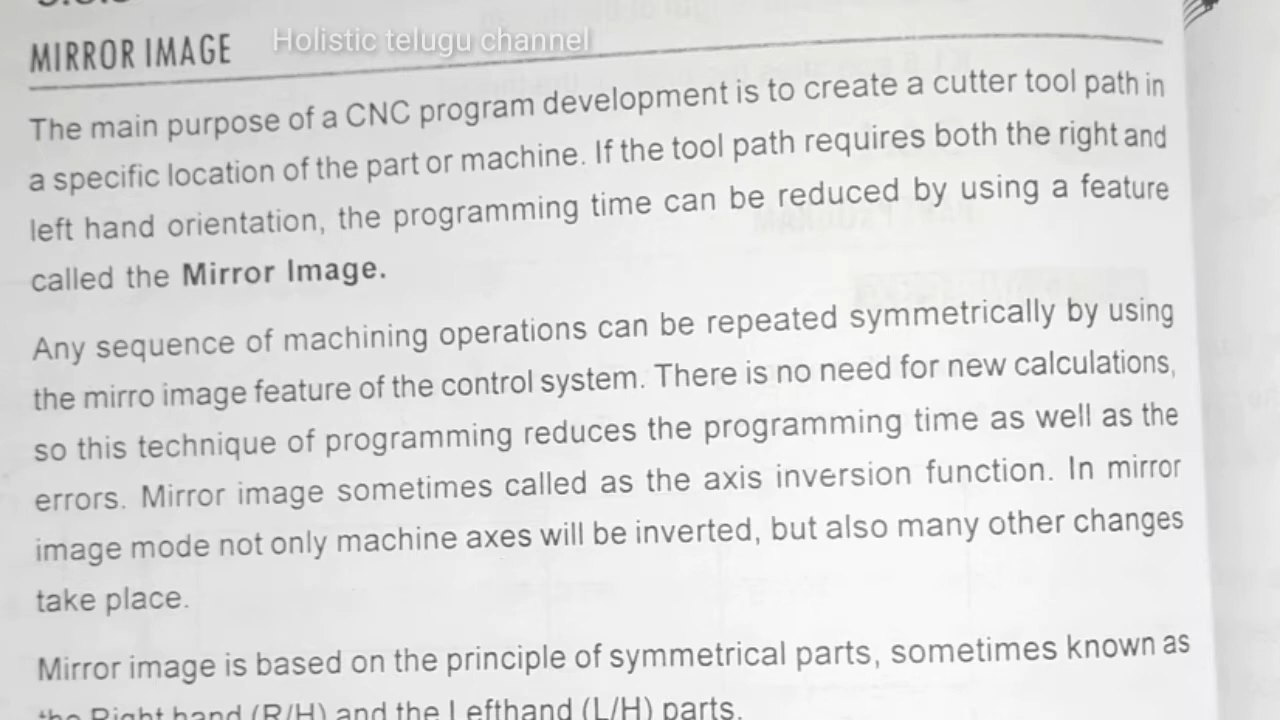 MIRROR IMAGE
Holistic telugu channel
The main purpose of a CNC program development is to create a cutter tool path in
a specific location of the part or machine. If the tool path requires both the right and
left hand orientation, the programming time can be reduced by using a feature
called the Mirror Image.
Any sequence of machining operations can be repeated symmetrically by using
the mirro image feature of the control system. There is no need for new calculations,
so this technique of programming reduces the programming time as well as the
errors. Mirror image sometimes called as the axis inversion function. In mirror
image mode not only machine axes will be inverted, but also many other changes
take place.
Mirror image is based on the principle of symmetrical parts, sometimes known as
the Right hand (R/H) and the Lefthand (L/H) parts.